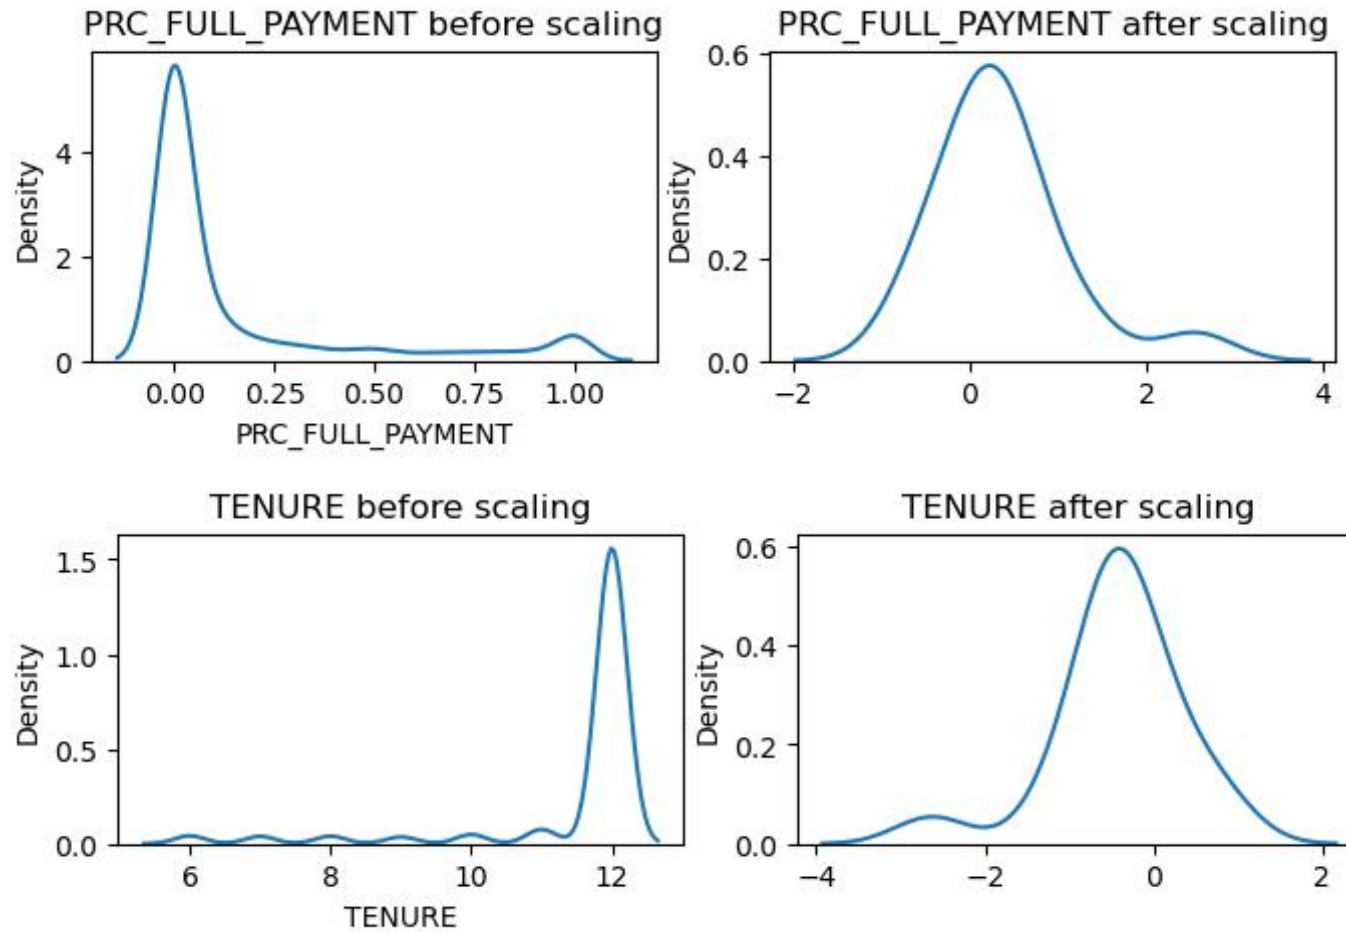 PRC_FULL_PAYMENT before scaling
Density
4
2
0
0.00 0.25 0.50 0.75 1.00
PRC_FULL_PAYMENT
PRC_FULL_PAYMENT after scaling
Density
0.6
0.4
0.2
0.0
−2 0 2 4
TENURE before scaling
Density
1.5
1.0
0.5
0.0
6 8 10 12
TENURE
TENURE after scaling
Density
0.6
0.4
0.2
0.0
−4 −2 0 2